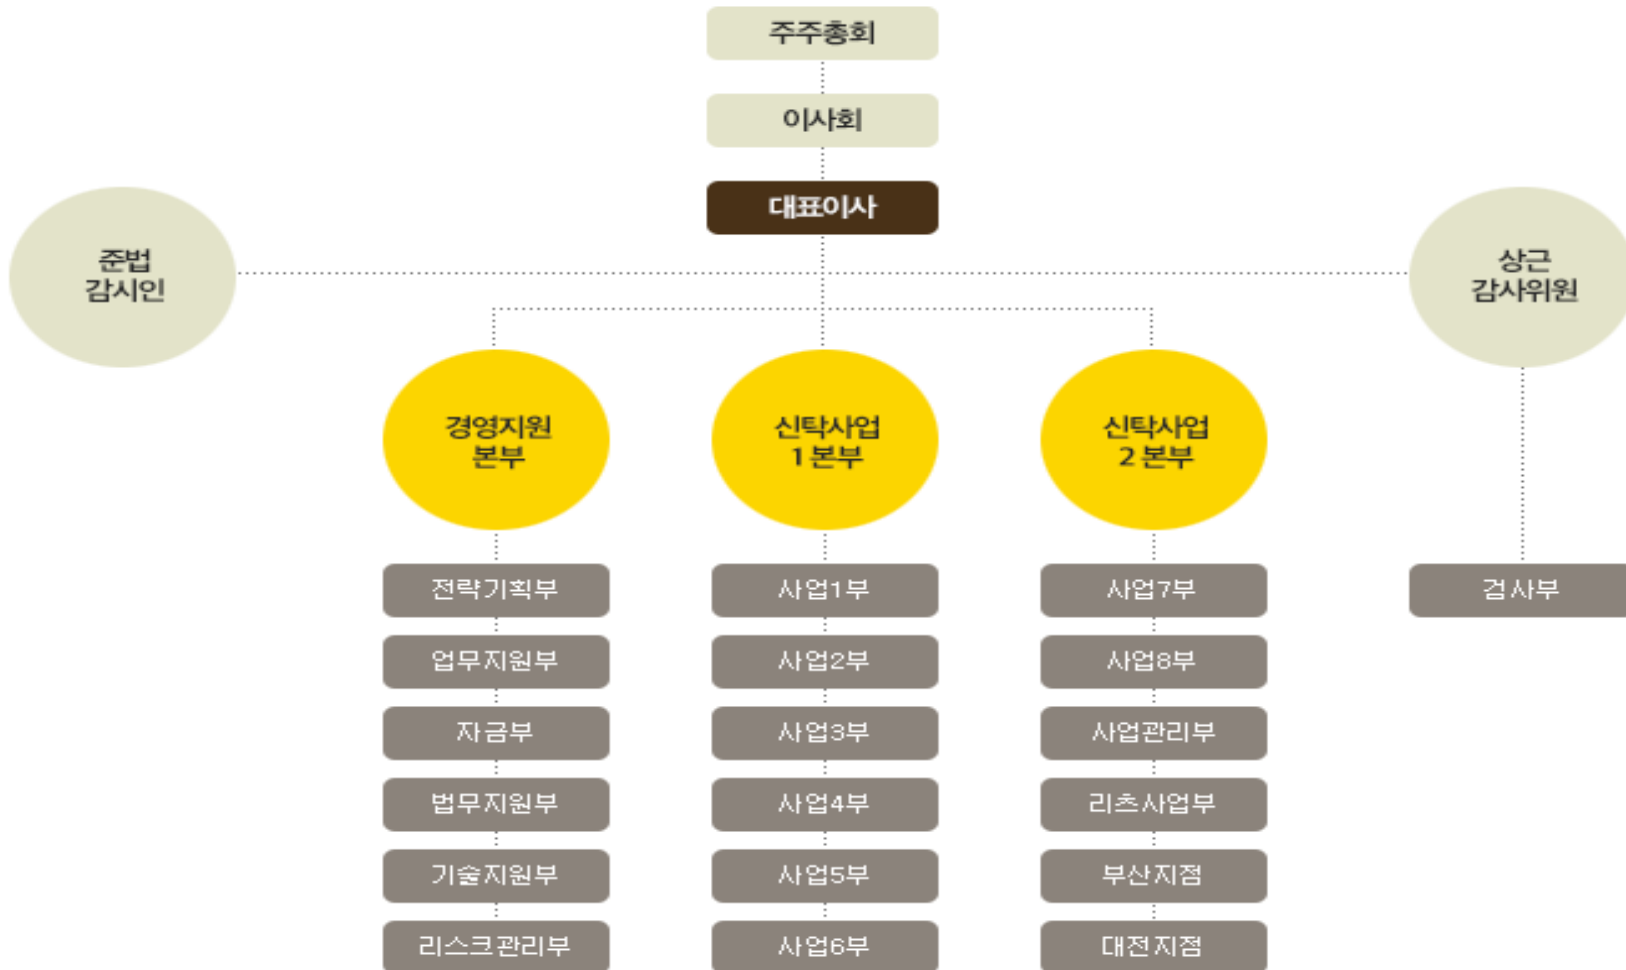 주주총회
이사회
대표이사
준법
감시인
상근
감사위원
경영지원
본부
신탁사업
1 본부
신탁사업
2 본부
전략기획부
사업1부
사업7부
검사부
업무지원부
사업2부
사업8부
자금부
사업3부
사업관리부
법무지원부
사업4부
리츠사업부
기술지원부
사업5부
부산지점
리스크관리부
사업6부
대전지점